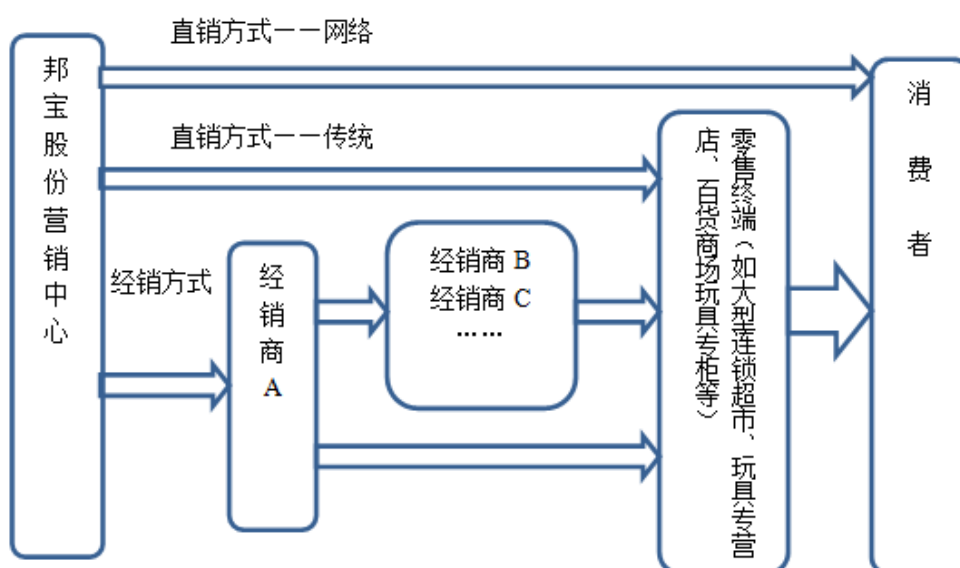 直销方式——网络
邦宝股份营销中心
消费者
直销方式——传统
零售终端（如大型连锁超市、玩具专营
店、百货商场玩具专柜等）
经销方式
经销商A
经销商 B
经销商 C
……